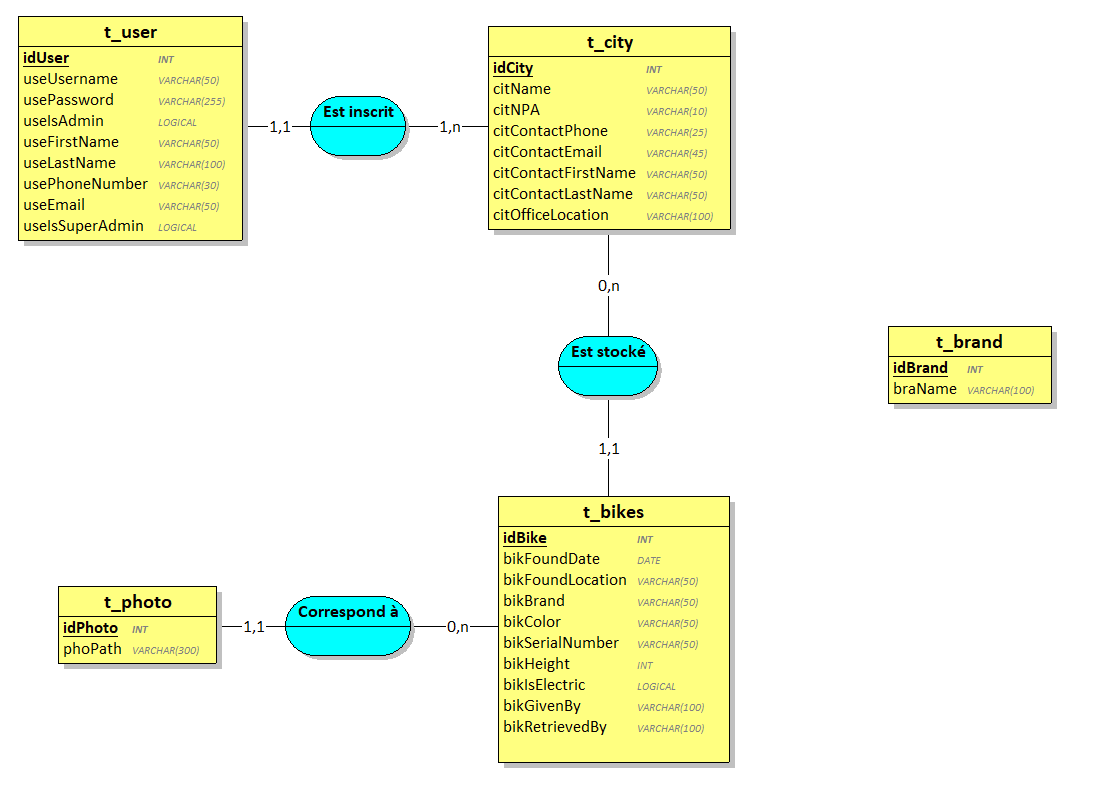 t_user
idUser INT
useUsername VARCHAR(50)
usePassword VARCHAR(255)
useIsAdmin LOGICAL
useFirstName VARCHAR(50)
useLastName VARCHAR(100)
usePhoneNumber VARCHAR(30)
useEmail VARCHAR(50)
useIsSuperAdmin LOGICAL
1,1
Est inscrit
1,n
t_city
idCity INT
citName VARCHAR(50)
citNPA VARCHAR(10)
citContactPhone VARCHAR(25)
citContactEmail VARCHAR(45)
citContactFirstName VARCHAR(50)
citContactLastName VARCHAR(50)
citOfficeLocation VARCHAR(100)
0,n
Est stocké
1,1
t_brand
idBrand INT
braName VARCHAR(100)
t_photo
idPhoto INT
phoPath VARCHAR(300)
1,1
Correspond à
0,n
t_bikes
idBike INT
bikFoundDate DATE
bikFoundLocation VARCHAR(50)
bikBrand VARCHAR(50)
bikColor VARCHAR(50)
bikSerialNumber VARCHAR(50)
bikHeight INT
bikIsElectric LOGICAL
bikGivenBy VARCHAR(100)
bikRetrievedBy VARCHAR(100)